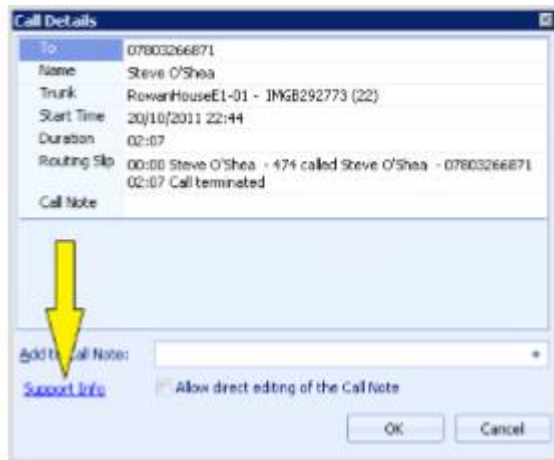 Call Details
To 07803266871
Name Steve O'Shea
Trunk RowanHouseE1-01 - IMGB292773 (22)
Start Time 20/10/2011 22:44
Duration 02:07
Routing Slip 00:00 Steve O'Shea - 474 called Steve O'Shea - 07803266871
02:07 Call terminated
Call Note
Add to Call Note:
Support Info Allow direct editing of the Call Note
OK Cancel